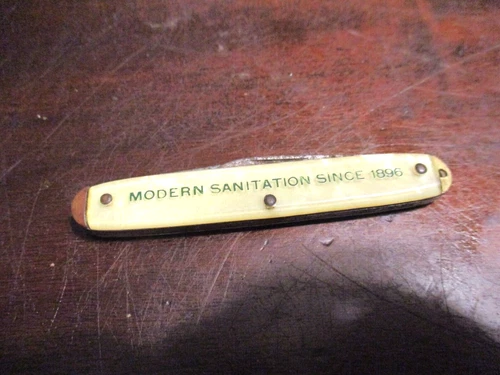 MODERN SANITATION SINCE 1896